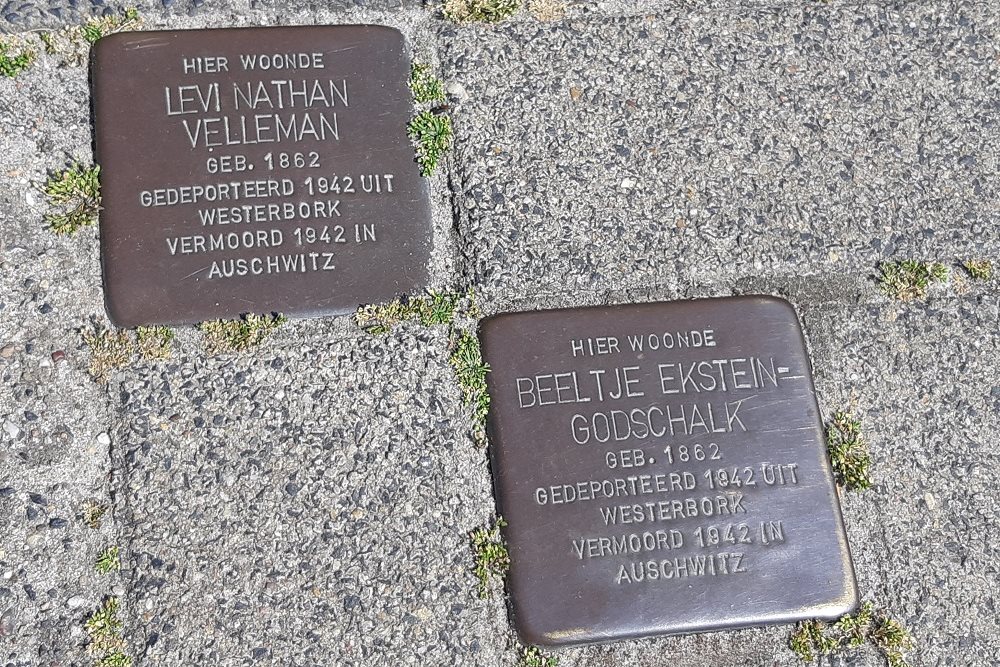 HIER WOONDE
LEVI NATHAN
VELLEMAN
GEB. 1862
GEDEPORTEERD 1942 UIT
WESTERBORK
VERMOORD 1942 IN
AUSCHWITZ
HIER WOONDE
BEELTJE EKSTEIN-
GODSCHALK
GEB. 1862
GEDEPORTEERD 1942 UIT
WESTERBORK
VERMOORD 1942 IN
AUSCHWITZ